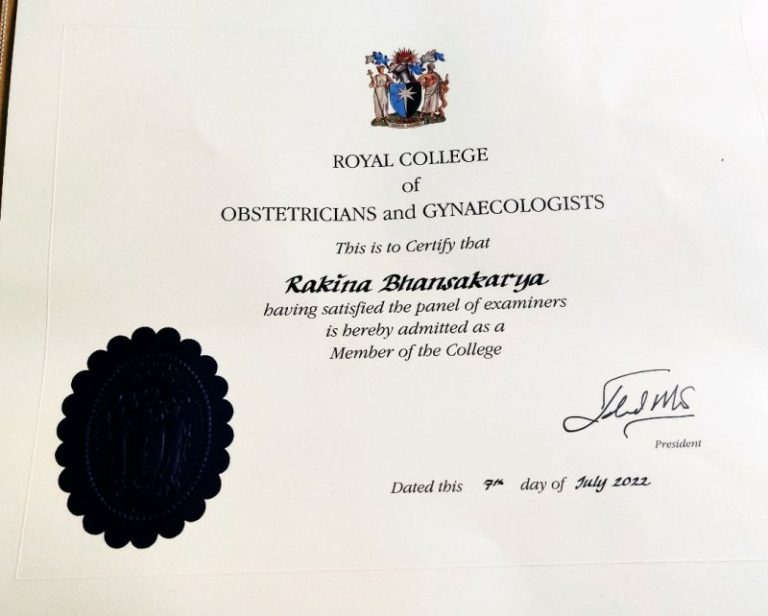 ROYAL COLLEGE
of
OBSTETRICIANS and GYNAECOLOGISTS
This is to Certify that
Rakina Bhansakarya
having satisfied the panel of examiners
is hereby admitted as a
Member of the College
President
Dated this 7th day of July 2022